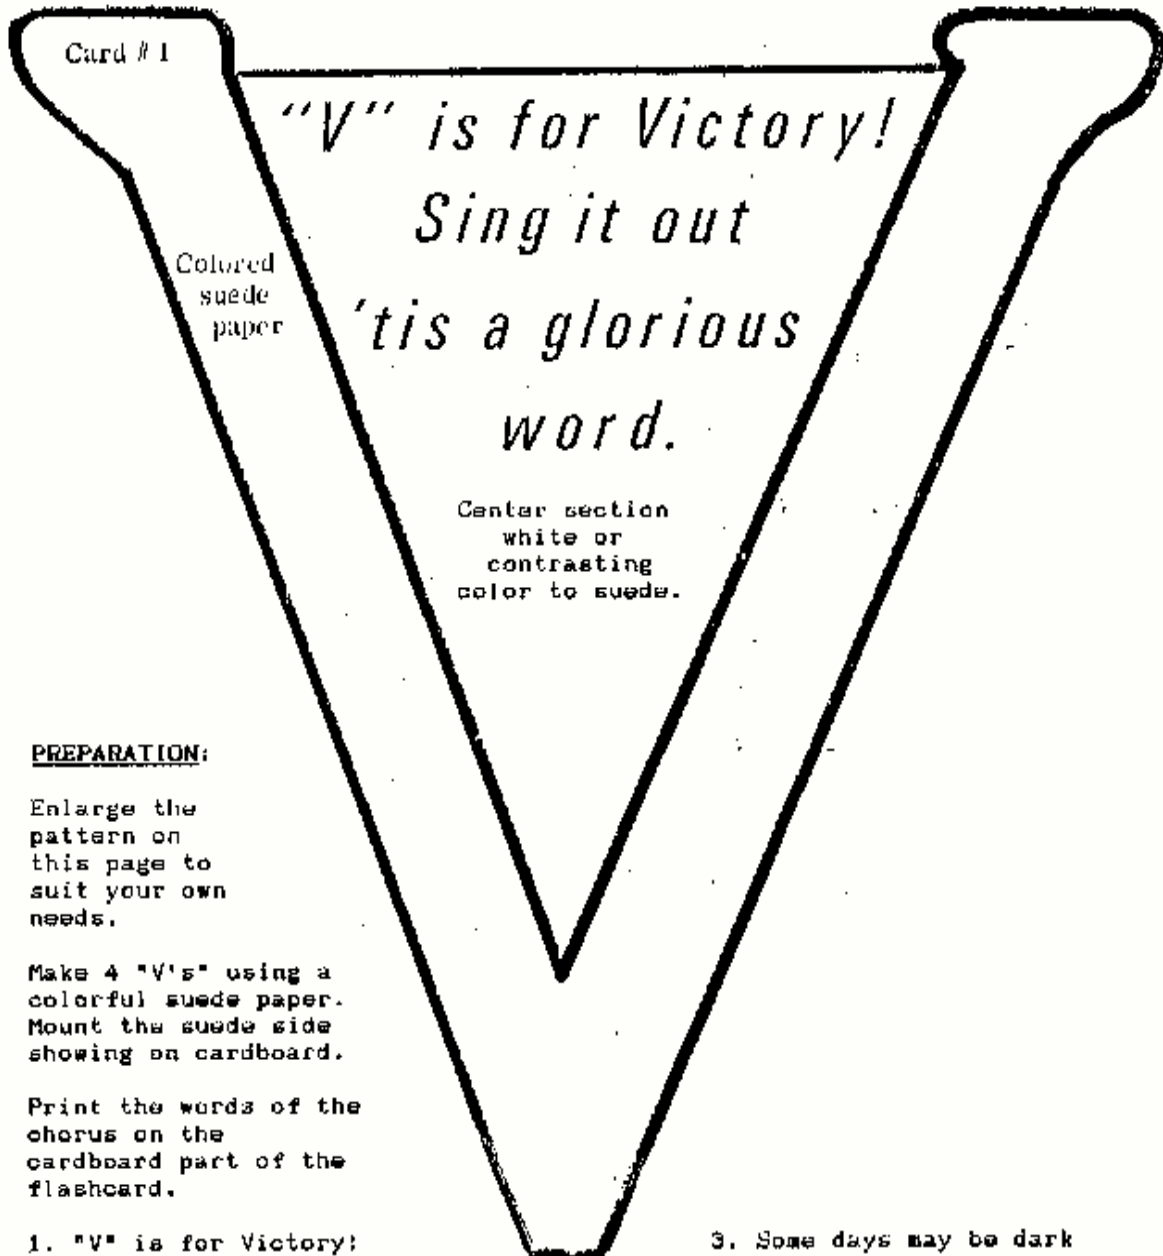 Card # 1
"V" is for Victory!
Sing it out
'tis a glorious
word.
Colored
suede
paper
Center section
white or
contrasting
color to suede.
PREPARATION:
Enlarge the
pattern on
this page to
suit your own
needs.
Make 4 "V's" using a
colorful suede paper.
Mount the suede side
showing on cardboard.
Print the words of the
chorus on the
cardboard part of the
flashcard.
1. "V" is for Victory!
3. Some days may be dark